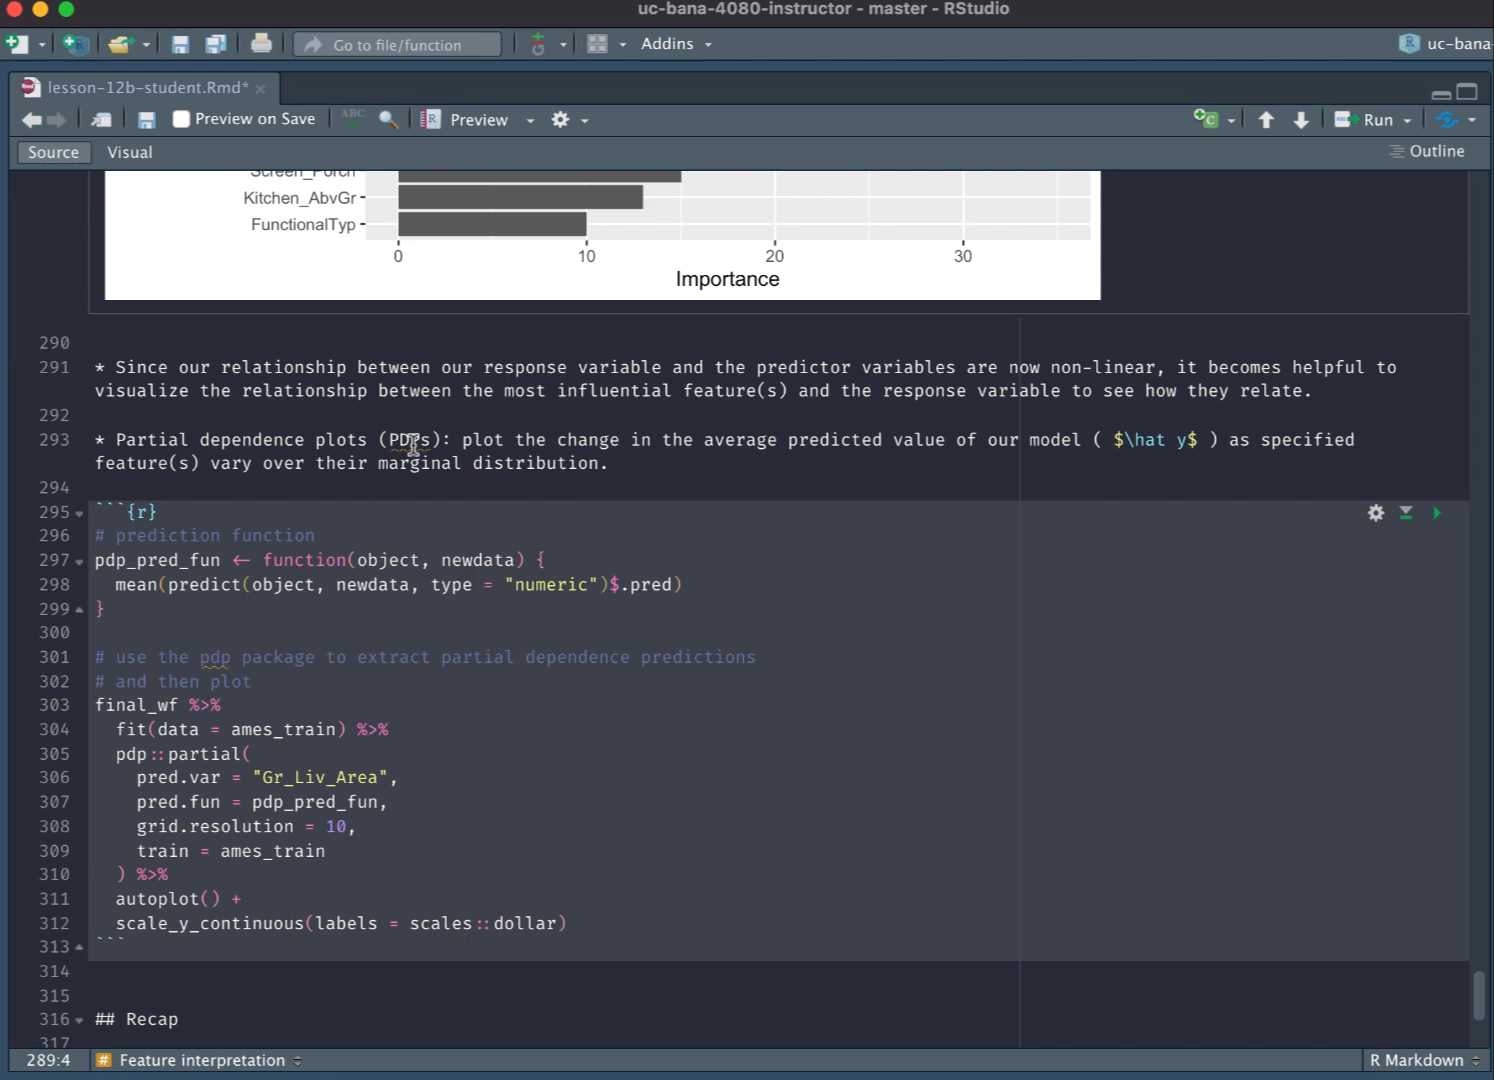 uc-bana-4080-instructor - master - RStudio
Go to file/function
Addins
uc-bana-
lesson-12b-student.Rmd*
Preview on Save
ABC
Preview
Run
Source
Visual
Outline
Screen_Porch
Kitchen_AbvGr
FunctionalTyp
0 10 20 30
Importance
290
291 * Since our relationship between our response variable and the predictor variables are now non-linear, it becomes helpful to
visualize the relationship between the most influential feature(s) and the response variable to see how they relate.
292
293 * Partial dependence plots (PDPs): plot the change in the average predicted value of our model ( $\hat y$ ) as specified
feature(s) vary over their marginal distribution.
294
295 ```{r}
296 # prediction function
297 pdp_pred_fun <- function(object, newdata) {
298 mean(predict(object, newdata, type = "numeric")$.pred)
299 }
300
301 # use the pdp package to extract partial dependence predictions
302 # and then plot
303 final_wf %>%
304 fit(data = ames_train) %>%
305 pdp::partial(
306 pred.var = "Gr_Liv_Area",
307 pred.fun = pdp_pred_fun,
308 grid.resolution = 10,
309 train = ames_train
310 ) %>%
311 autoplot() +
312 scale_y_continuous(labels = scales::dollar)
313 ```
314
315
316 ## Recap
317
289:4
# Feature interpretation
R Markdown